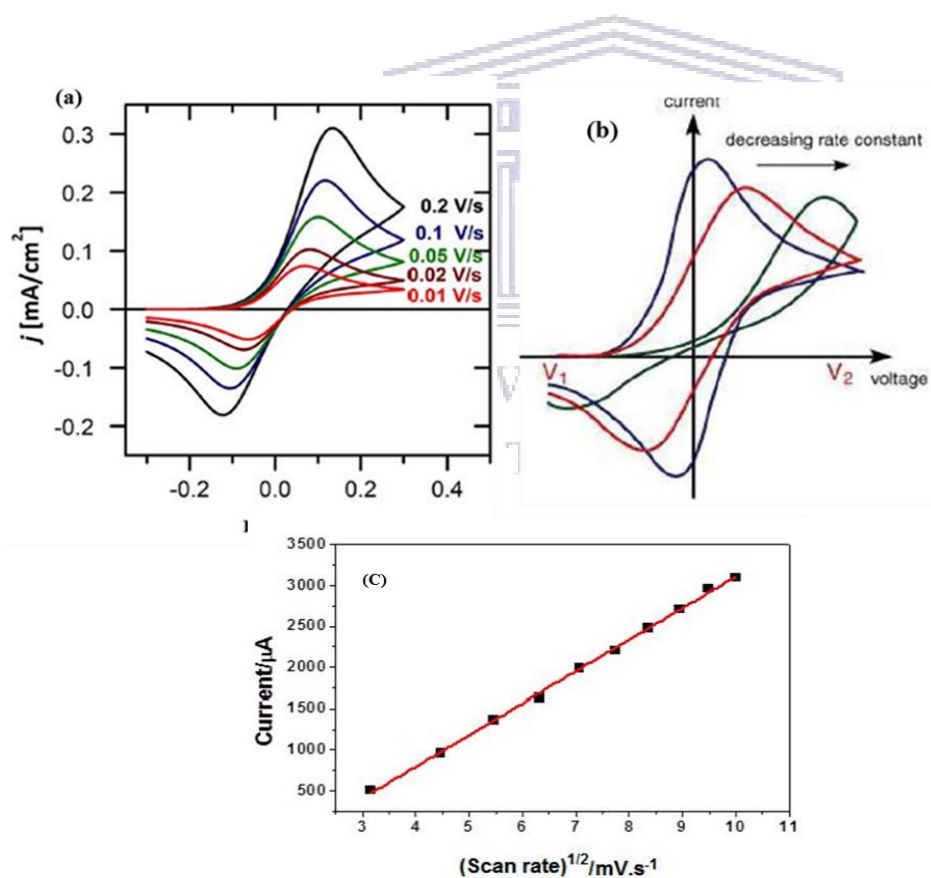 (a)
0.3
0.2
0.1
0.0
-0.1
-0.2
j [mA/cm²]
0.2 V/s
0.1 V/s
0.05 V/s
0.02 V/s
0.01 V/s
-0.2 0.0 0.2 0.4
(b)
current
decreasing rate constant
V₁
V₂
voltage
(C)
3500
3000
2500
2000
1500
1000
500
Current/µA
3 4 5 6 7 8 9 10 11
(Scan rate)¹/²/mV.s⁻¹